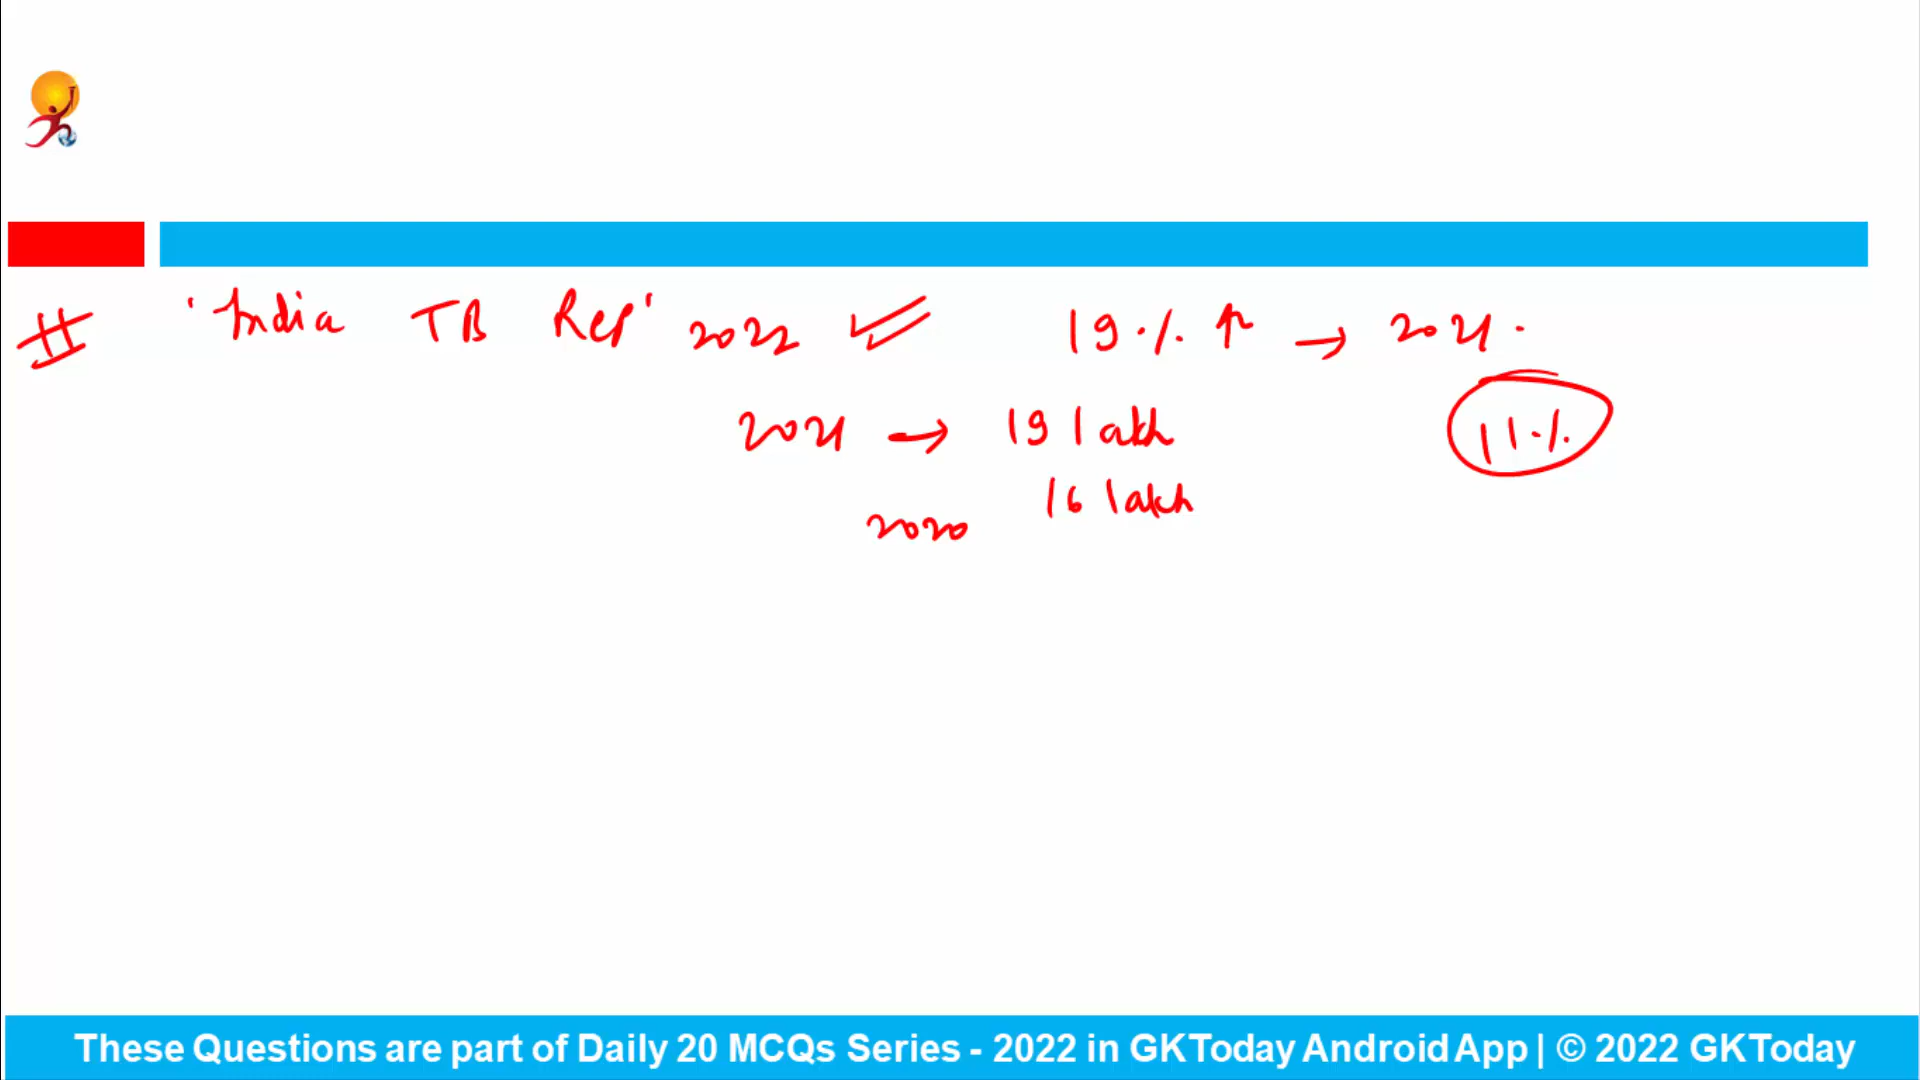 # 'India TB Rep' 2022 19% ↑ → 2021.
2021 → 19 lakh 11%
2020 16 lakh
These Questions are part of Daily 20 MCQs Series - 2022 in GKToday Android App | © 2022 GKToday